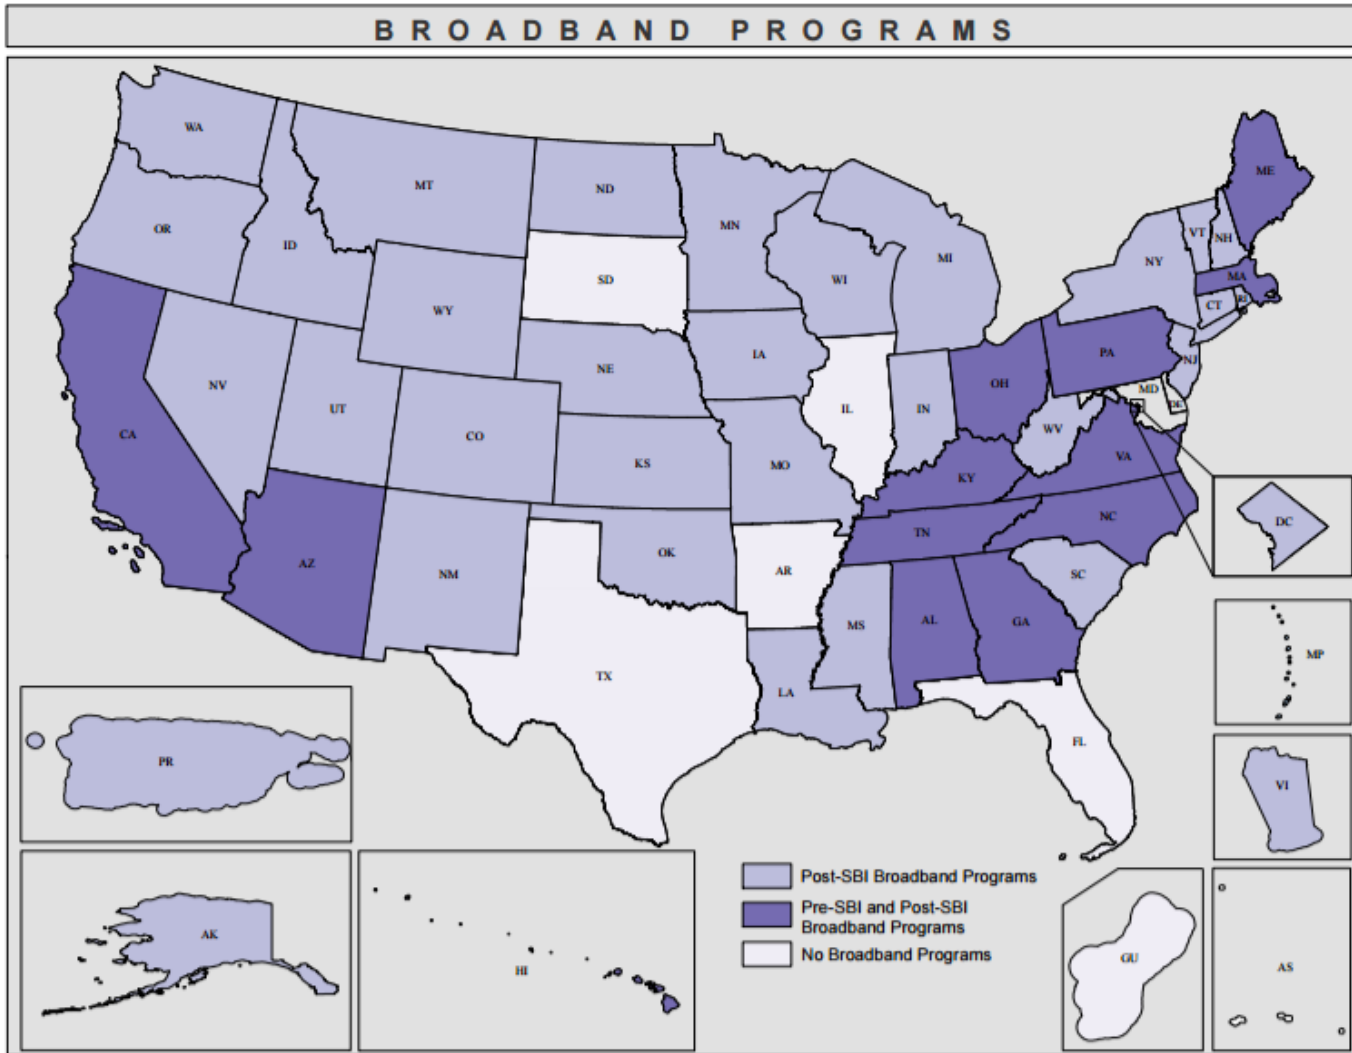 BROADBAND PROGRAMS
WA
MT
ND
MN
ME
OR
ID
WI
MI
NY
VT
NH
SD
MA
WY
CT
RI
IA
NE
PA
NJ
NV
UT
IL
IN
OH
MD
DE
CA
CO
WV
KS
MO
VA
KY
NC
DC
TN
AZ
NM
OK
AR
SC
MS
AL
GA
MP
TX
LA
FL
PR
VI
Post-SBI Broadband Programs
Pre-SBI and Post-SBI
Broadband Programs
No Broadband Programs
AK
HI
GU
AS